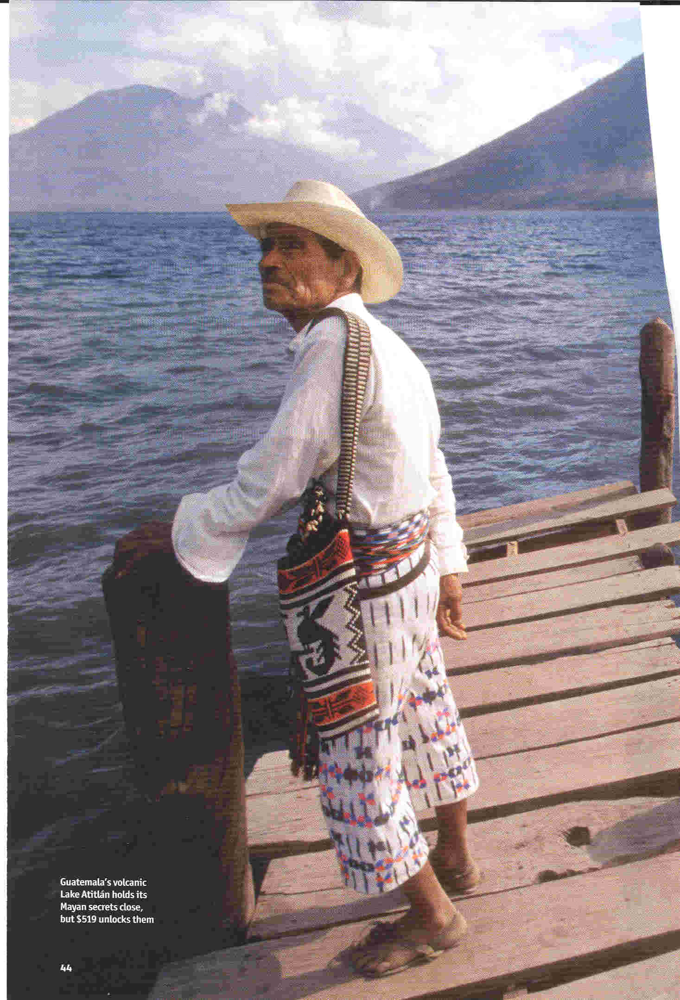 Guatemala's volcanic
Lake Atitlán holds its
Mayan secrets close,
but $519 unlocks them
44